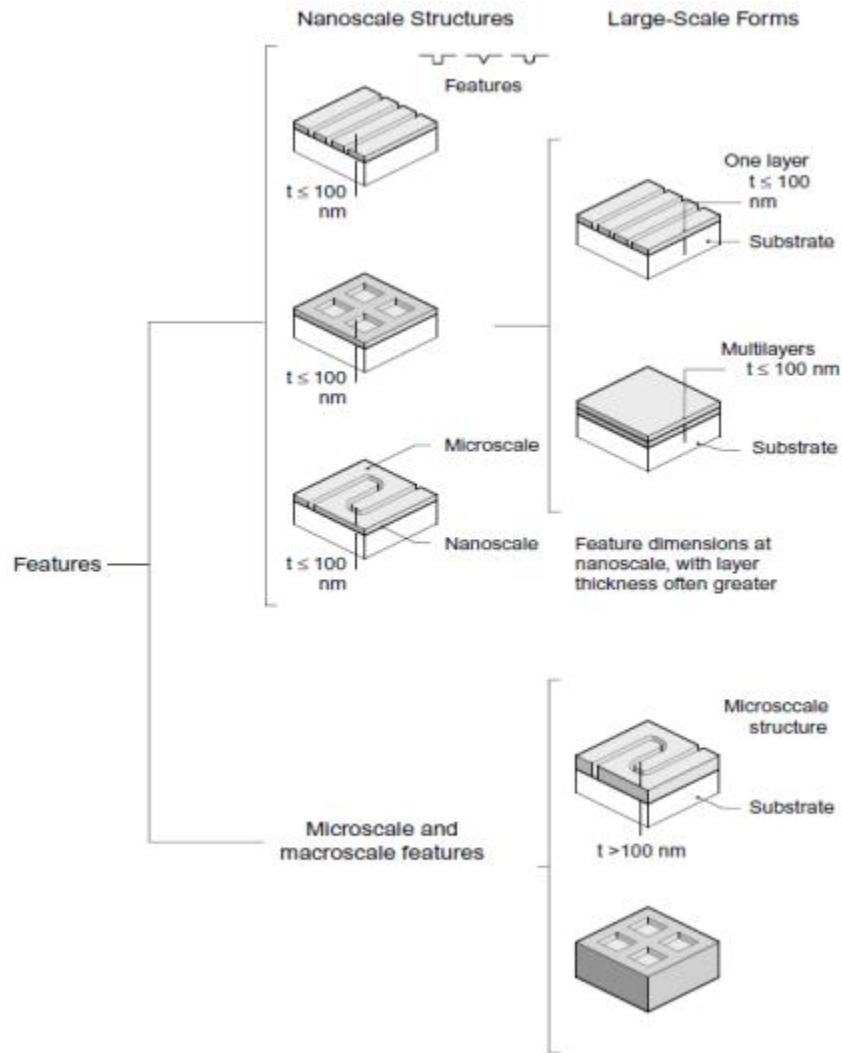 Nanoscale Structures
Large-Scale Forms
Features
t ≤ 100
nm
One layer
t ≤ 100
nm
Substrate
t ≤ 100
nm
Multilayers
t ≤ 100 nm
Substrate
Microscale
Nanoscale
t ≤ 100
nm
Feature dimensions at
nanoscale, with layer
thickness often greater
Features
Microsccale
structure
Substrate
t >100 nm
Microscale and
macroscale features